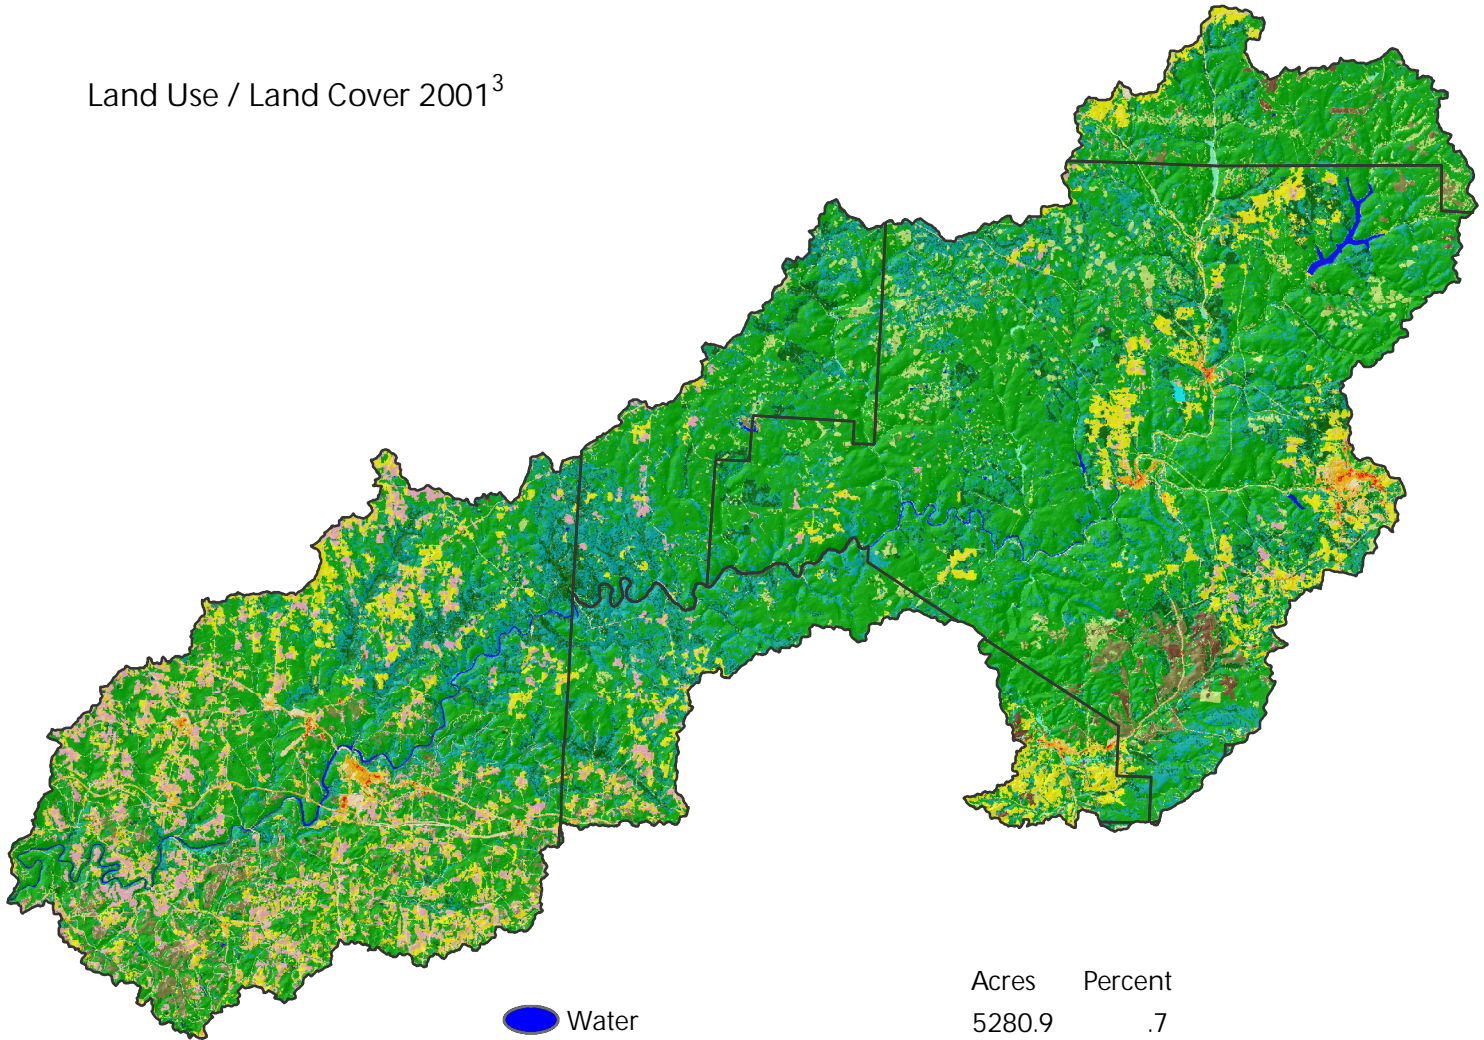 Land Use / Land Cover 2001³
Acres Percent
Water 5280.9 .7